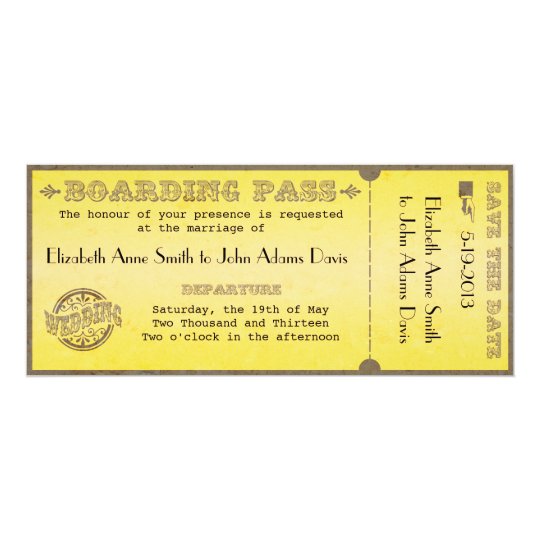 BOARDING PASS
The honour of your presence is requested
at the marriage of
Elizabeth Anne Smith to John Adams Davis
DEPARTURE
WEDDING
Saturday, the 19th of May
Two Thousand and Thirteen
Two o'clock in the afternoon
Elizabeth Anne Smith
to John Adams Davis
5-19-2013
SAVE THE DATE